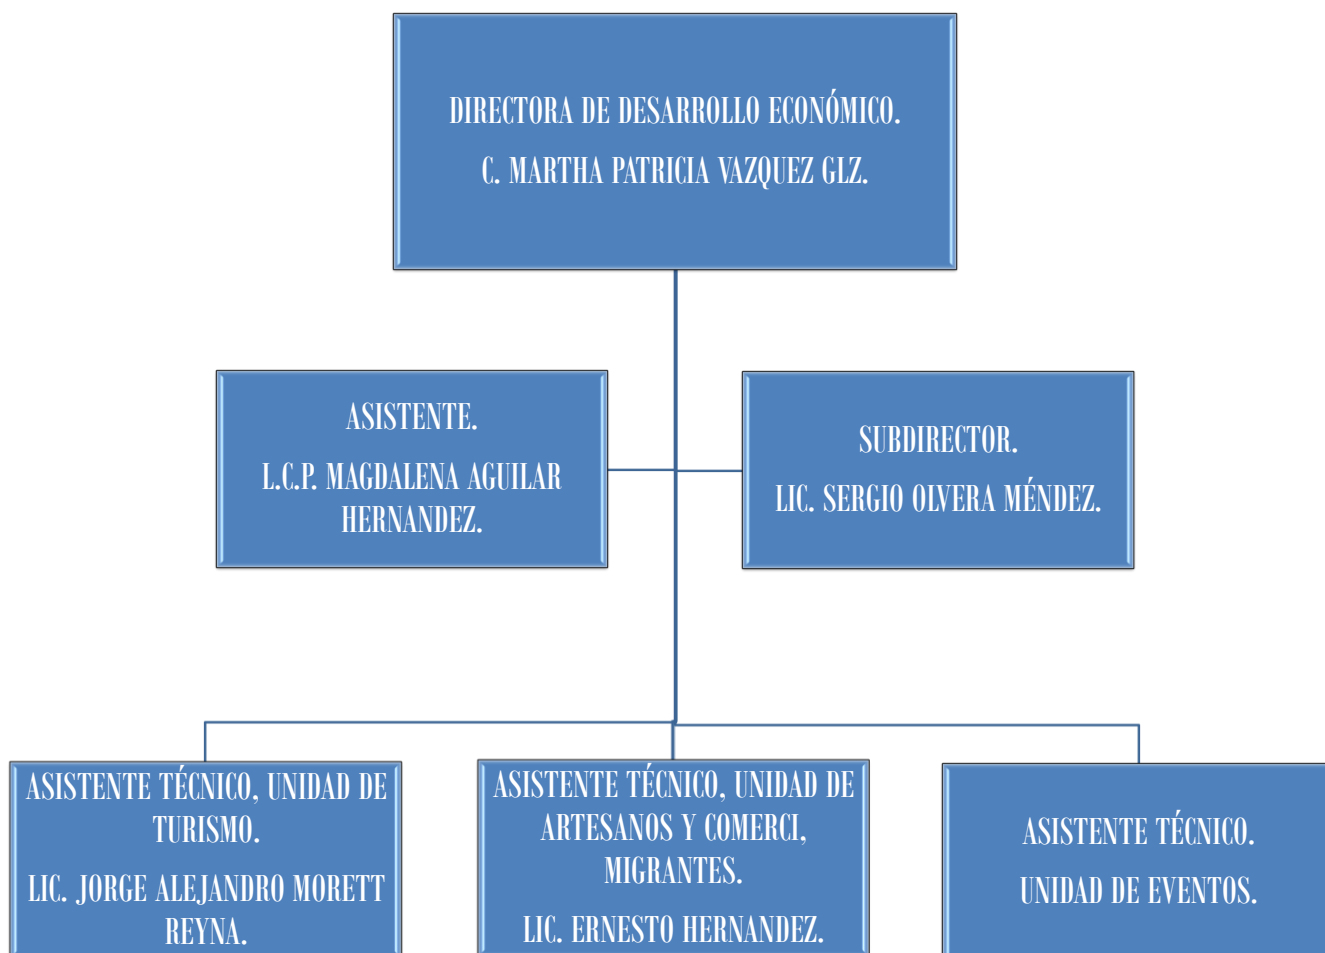 DIRECTORA DE DESARROLLO ECONÓMICO.
C. MARTHA PATRICIA VAZQUEZ GLZ.
ASISTENTE.
L.C.P. MAGDALENA AGUILAR
HERNANDEZ.
SUBDIRECTOR.
LIC. SERGIO OLVERA MÉNDEZ.
ASISTENTE TÉCNICO, UNIDAD DE
TURISMO.
LIC. JORGE ALEJANDRO MORETT
REYNA.
ASISTENTE TÉCNICO, UNIDAD DE
ARTESANOS Y COMERCI,
MIGRANTES.
LIC. ERNESTO HERNANDEZ.
ASISTENTE TÉCNICO.
UNIDAD DE EVENTOS.